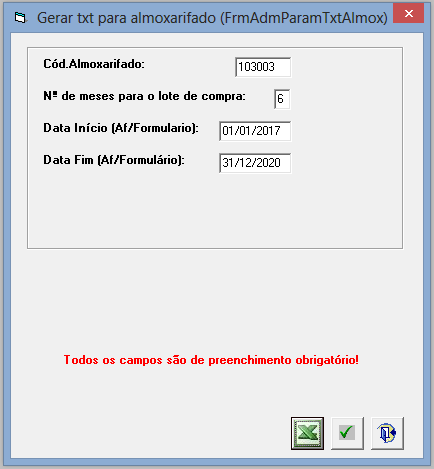 Gerar txt para almoxarifado (FrmAdmParamTxtAlmox)
Cód.Almoxarifado: 103003
Nº de meses para o lote de compra: 6
Data Início (Af/Formulario): 01/01/2017
Data Fim (Af/Formulário): 31/12/2020
Todos os campos são de preenchimento obrigatório!